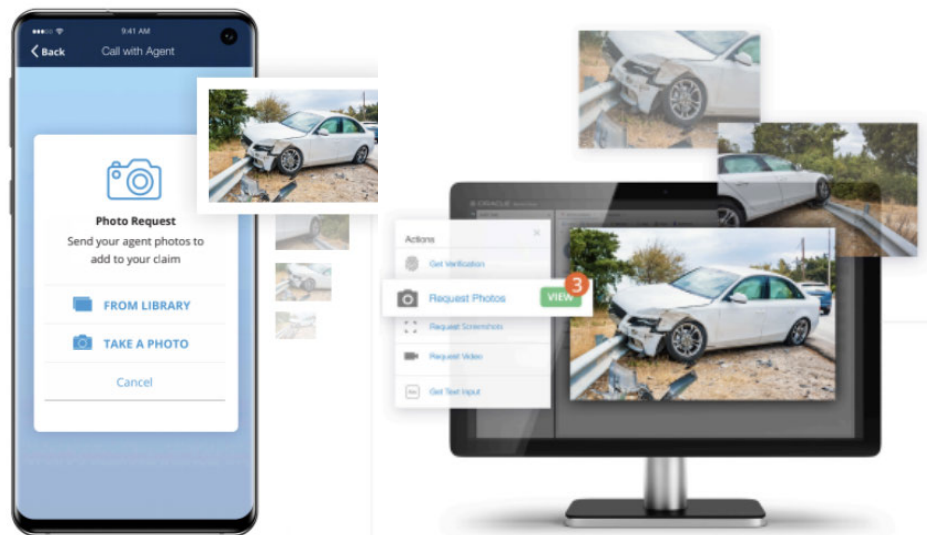 9:41 AM
Back
Call with Agent
Photo Request
Send your agent photos to
add to your claim
FROM LIBRARY
TAKE A PHOTO
Cancel
ORACLE
Actions
Get Verification
Request Photos
VIEW
3
Request Screenshots
Request Video
Get Text Input